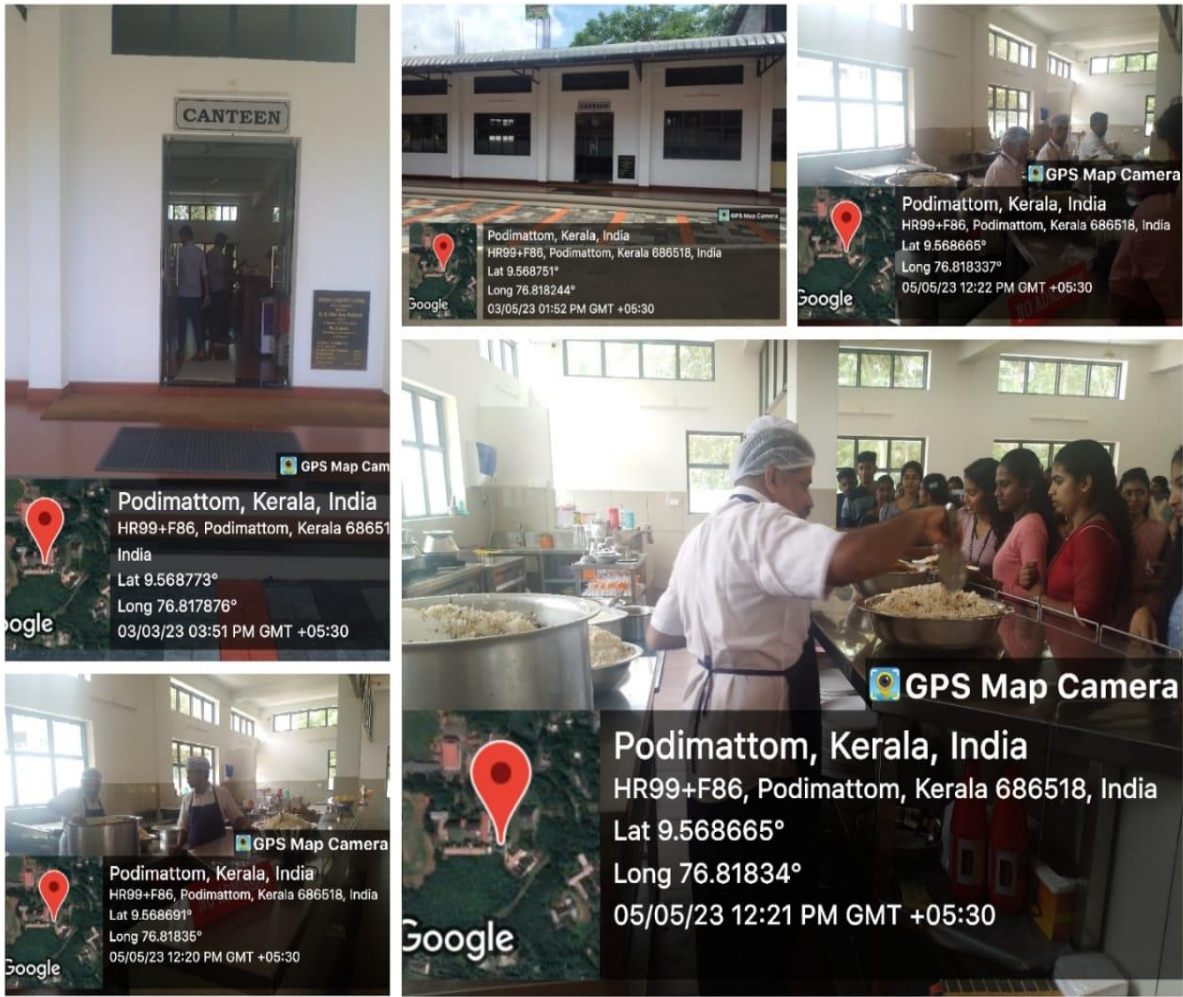 CANTEEN
GPS Map Cam
Podimattom, Kerala, India
HR99+F86, Podimattom, Kerala 68651
India
Lat 9.568773°
Long 76.817876°
03/03/23 03:51 PM GMT +05:30
oogle
CANTEEN
GPS Map Camera
Podimattom, Kerala, India
HR99+F86, Podimattom, Kerala 686518, India
Lat 9.568751°
Long 76.818244°
03/05/23 01:52 PM GMT +05:30
Google
GPS Map Camera
Podimattom, Kerala, India
HR99+F86, Podimattom, Kerala 686518, India
Lat 9.568665°
Long 76.818337°
05/05/23 12:22 PM GMT +05:30
Google
GPS Map Camera
Podimattom, Kerala, India
HR99+F86, Podimattom, Kerala 686518, India
Lat 9.568665°
Long 76.81834°
05/05/23 12:21 PM GMT +05:30
Google
GPS Map Camera
Podimattom, Kerala, India
HR99+F86, Podimattom, Kerala 686518, India
Lat 9.568691°
Long 76.81835°
05/05/23 12:20 PM GMT +05:30
Google